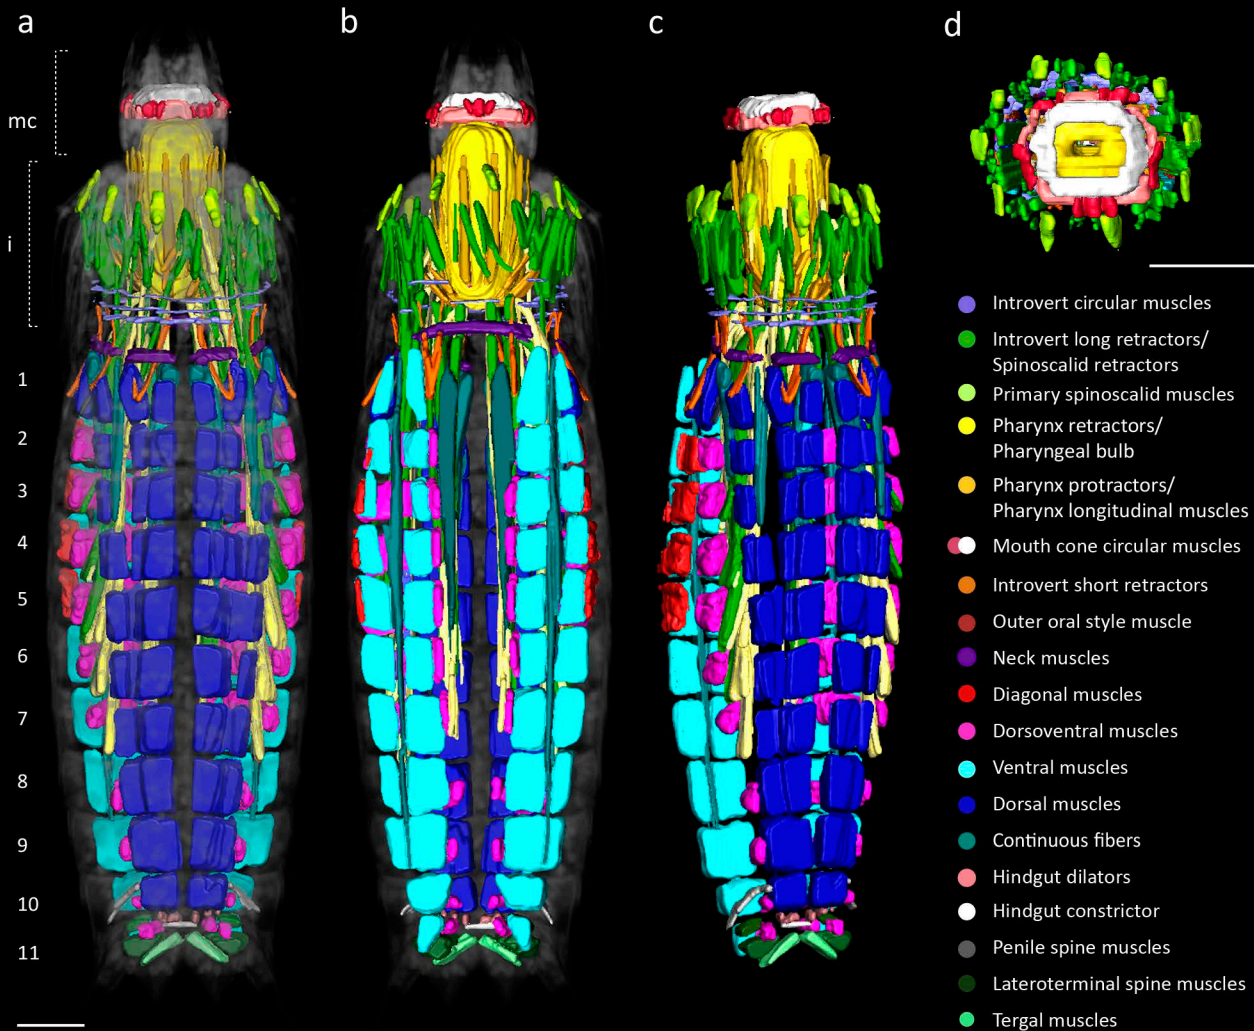 a
b
c
d
mc
i
1
2
3
4
5
6
7
8
9
10
11
Introvert circular muscles
Introvert long retractors/
Spinoscalid retractors
Primary spinoscalid muscles
Pharynx retractors/
Pharyngeal bulb
Pharynx protractors/
Pharynx longitudinal muscles
Mouth cone circular muscles
Introvert short retractors
Outer oral style muscle
Neck muscles
Diagonal muscles
Dorsoventral muscles
Ventral muscles
Dorsal muscles
Continuous fibers
Hindgut dilators
Hindgut constrictor
Penile spine muscles
Lateroterminal spine muscles
Tergal muscles